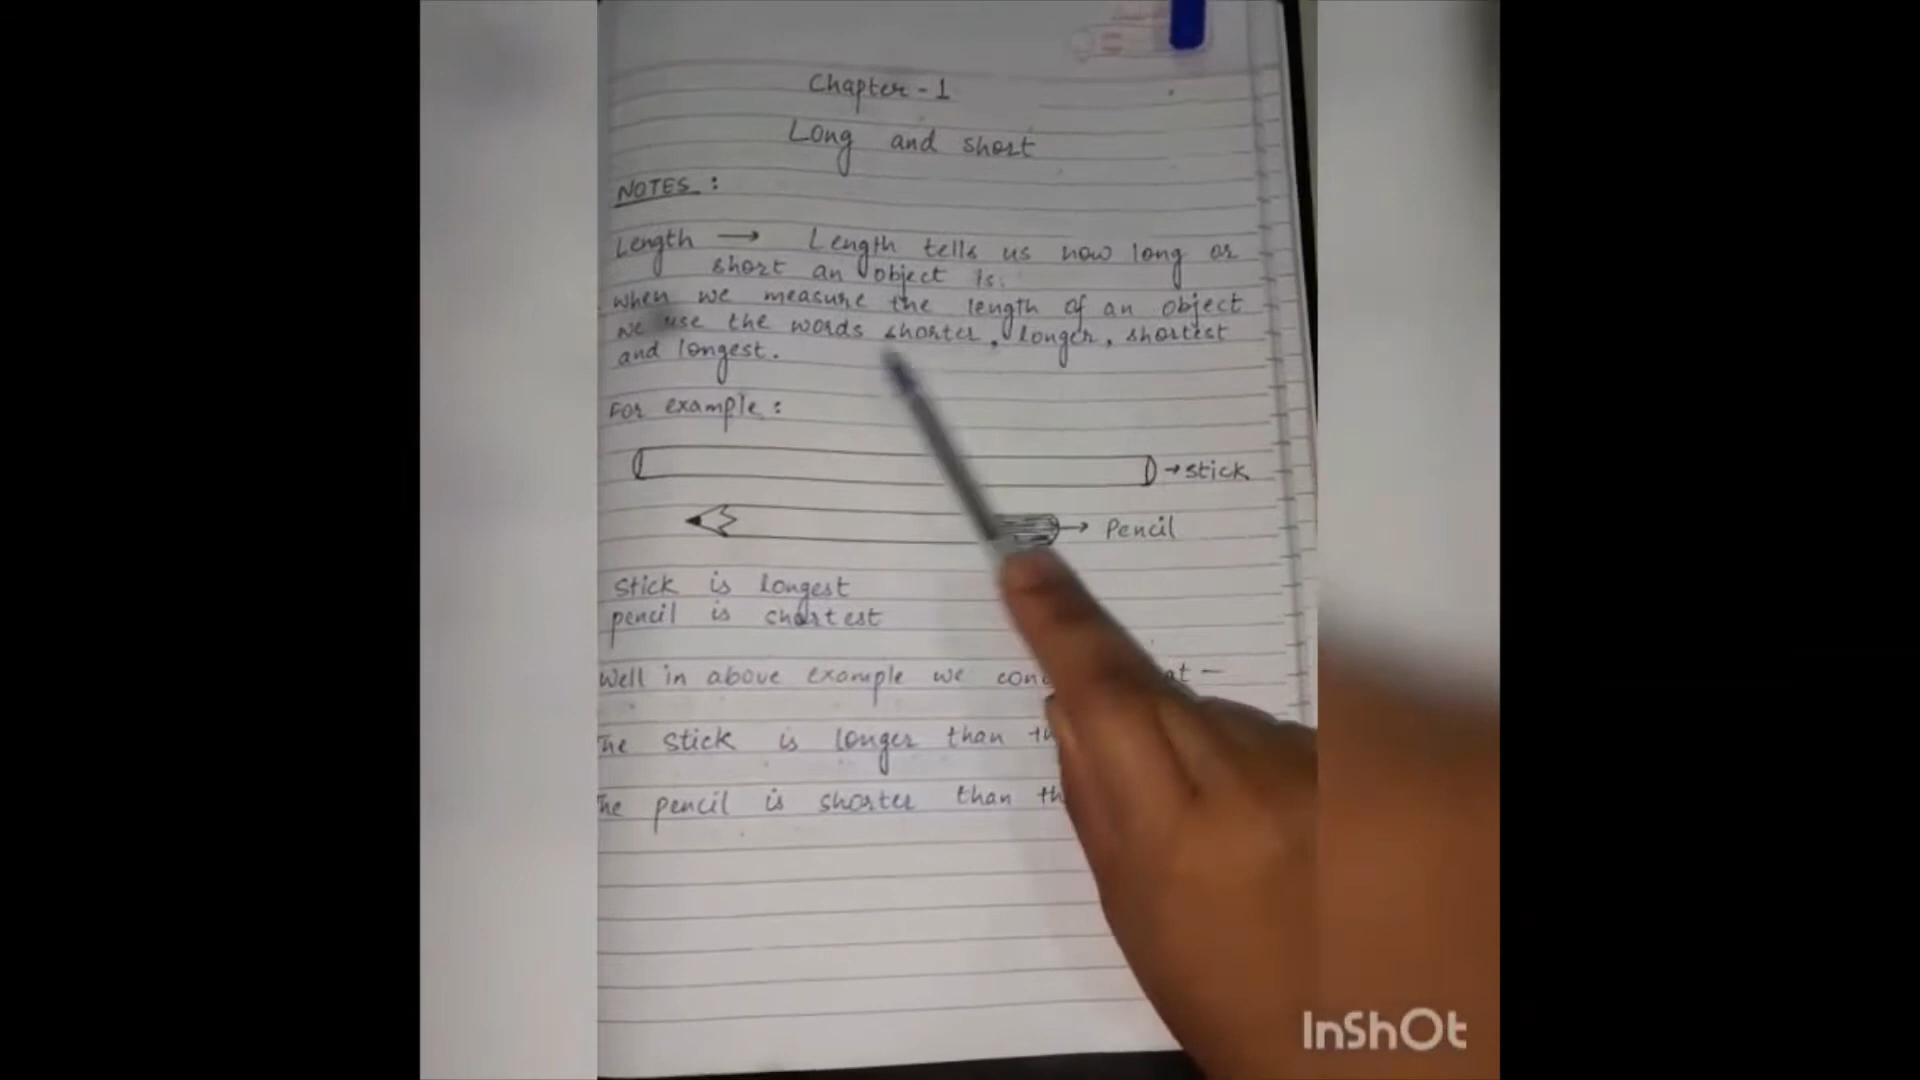 Chapter - 1
Long and short
NOTES :
Length → Length tells us how long or
short an object is.
when we measure the length of an object
we use the words shorter, longer, shortest
and longest.
For example :
→ stick
→ Pencil
stick is longest
pencil is shortest
Well in above example we
The stick is longer than
The pencil is shorter than
InShOt